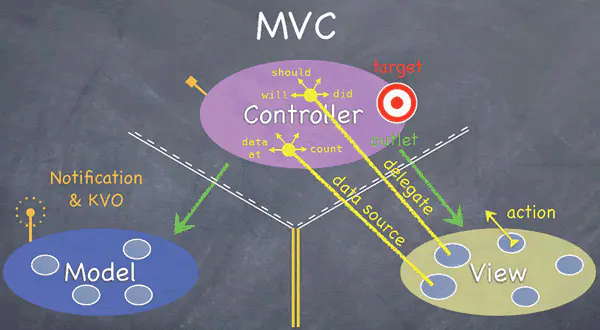 MVC
should
target
will
did
Controller
data
at
count
outlet
Notification
& KVO
delegate
data source
action
Model
View